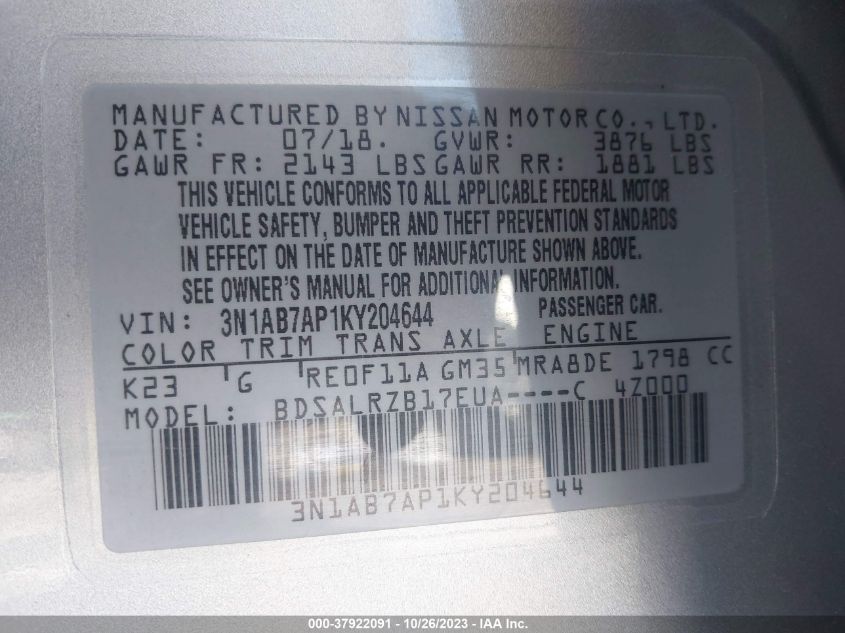 MANUFACTURED BY NISSAN MOTOR CO., LTD.
DATE: 07/18. GVWR: 3876 LBS
GAWR FR: 2143 LBS GAWR RR: 1881 LBS
THIS VEHICLE CONFORMS TO ALL APPLICABLE FEDERAL MOTOR
VEHICLE SAFETY, BUMPER AND THEFT PREVENTION STANDARDS
IN EFFECT ON THE DATE OF MANUFACTURE SHOWN ABOVE.
SEE OWNER'S MANUAL FOR ADDITIONAL INFORMATION.
VIN: 3N1AB7AP1KY204644 PASSENGER CAR.
COLOR TRIM TRANS AXLE ENGINE
K23 G RE0F11A GM35 MRA8DE 1798 CC
MODEL: BDSALRZB17EUA----C 4Z000
3N1AB7AP1KY204644
000-37922091 - 10/26/2023 - IAA Inc.